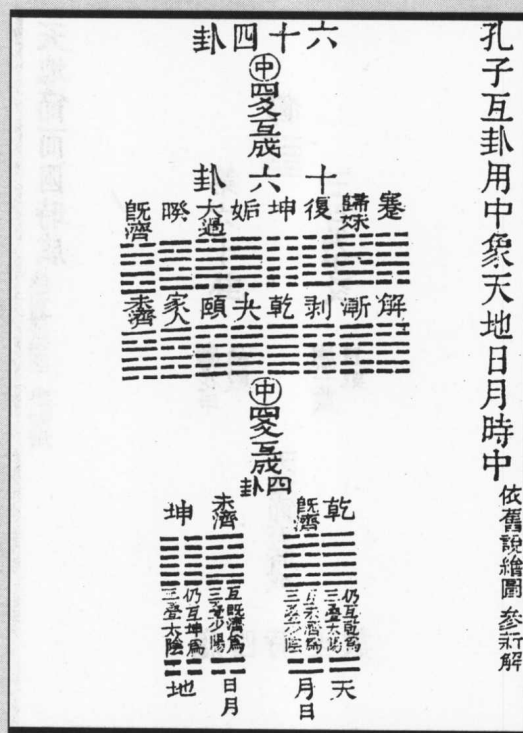 孔子互卦用中象天地日月時中
依舊說繪圖 參新解
六十四卦
中四爻互成
十六卦
蹇 歸妹 復 坤 姤 大過 睽 既濟
解 漸 剝 乾 夬 頤 家人 未濟
中四爻互成
四卦
乾 既濟 未濟 坤
仍互乾為
三疊太陽
天
互未濟為
三疊少陰
日
月
互既濟為
三疊少陽
日月
仍互坤為
三疊太陰
地